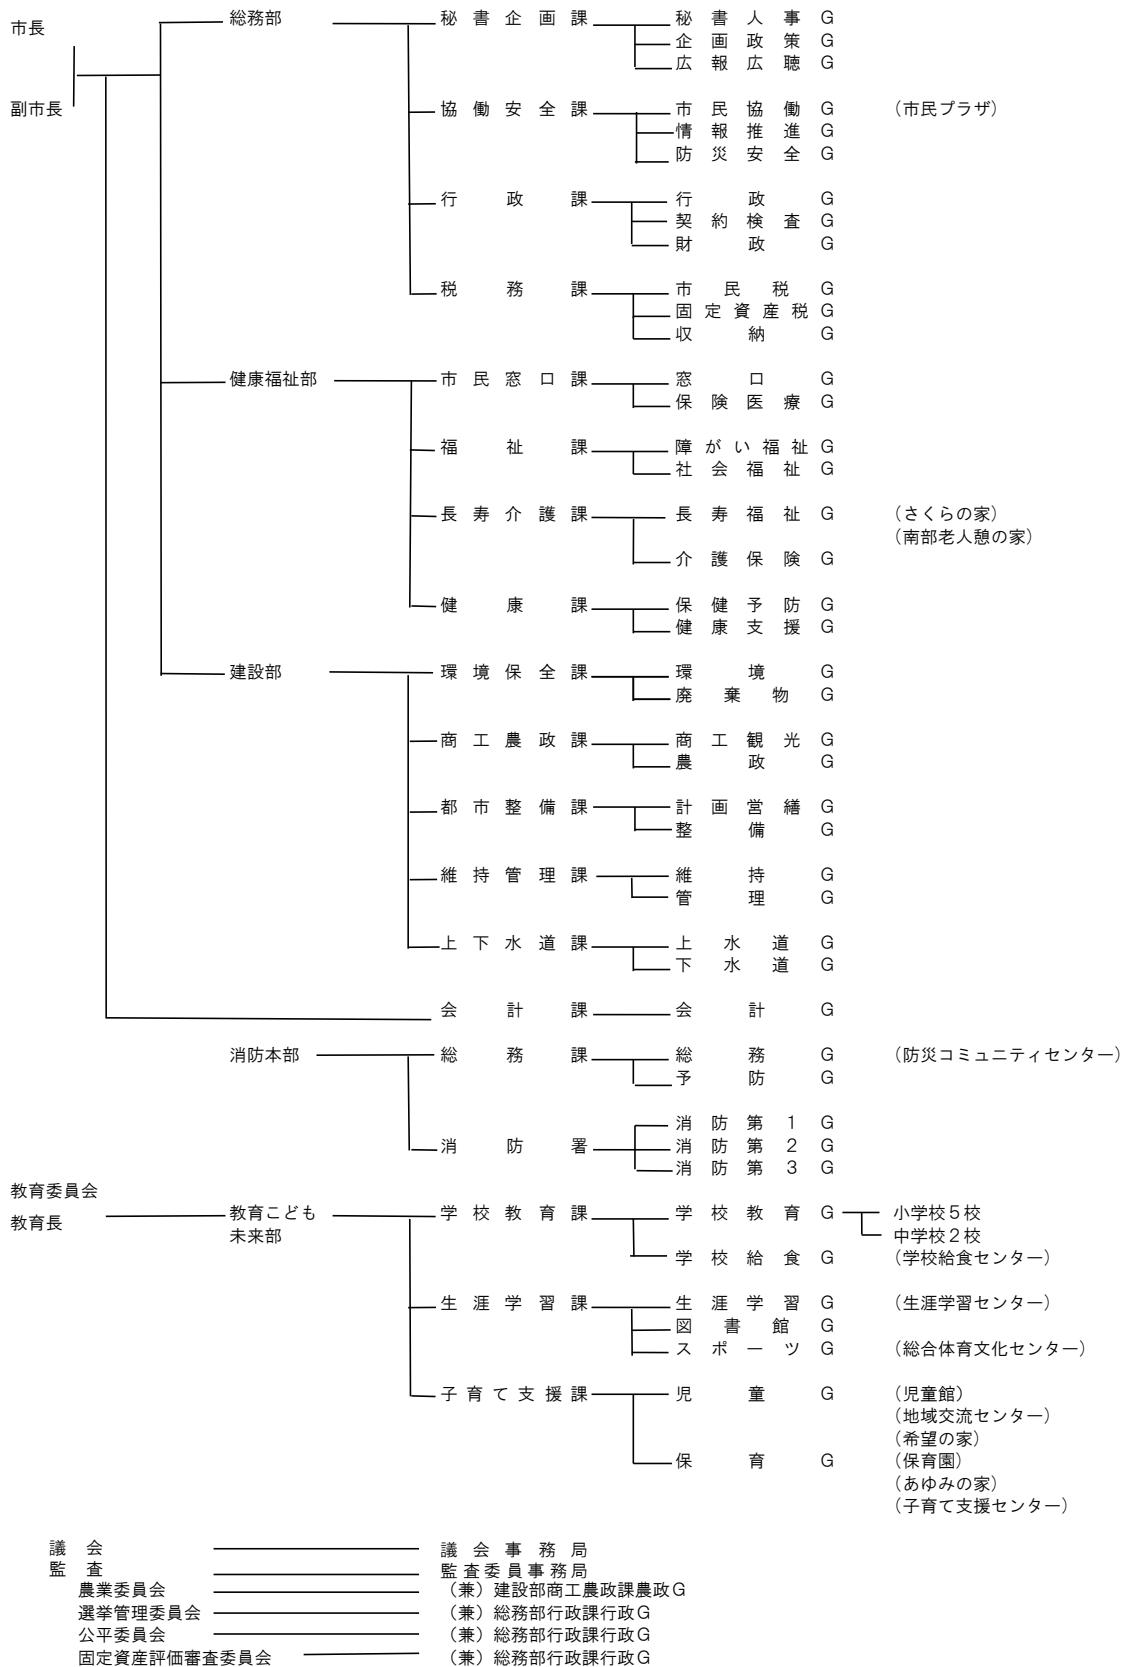 市長
総務部 秘書企画課 秘書人事G
企画政策G
広報広聴G
副市長 協働安全課 市民協働G （市民プラザ）
情報推進G
防災安全G
行政課 行政G
契約検査G
財政G
税務課 市民税G
固定資産税G
収納G
健康福祉部 市民窓口課 窓口G
保険医療G
福祉課 障がい福祉G
社会福祉G
長寿介護課 長寿福祉G （さくらの家）
（南部老人憩の家）
介護保険G
健康課 保健予防G
健康支援G
建設部 環境保全課 環境G
廃棄物G
商工農政課 商工観光G
農政G
都市整備課 計画営繕G
整備G
維持管理課 維持G
管理G
上下水道課 上水道G
下水道G
会計課 会計G
消防本部 総務課 総務G （防災コミュニティセンター）
予防G
消防第１G
消防署 消防第２G
消防第３G
教育委員会
教育長 教育こども 学校教育課 学校教育G 小学校５校
未来部 中学校２校
学校給食G （学校給食センター）
生涯学習課 生涯学習G （生涯学習センター）
図書館G
スポーツG （総合体育文化センター）
子育て支援課 児童G （児童館）
（地域交流センター）
（希望の家）
保育G （保育園）
（あゆみの家）
（子育て支援センター）
議会 議会事務局
監査 監査委員事務局
農業委員会 （兼）建設部商工農政課農政G
選挙管理委員会 （兼）総務部行政課行政G
公平委員会 （兼）総務部行政課行政G
固定資産評価審査委員会 （兼）総務部行政課行政G